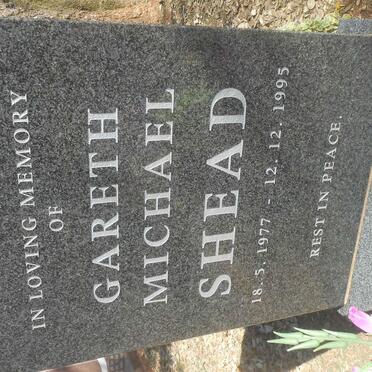 IN LOVING MEMORY
OF
GARETH
MICHAEL
SHEAD
18. 5. 1977 - 12. 12. 1995
REST IN PEACE.